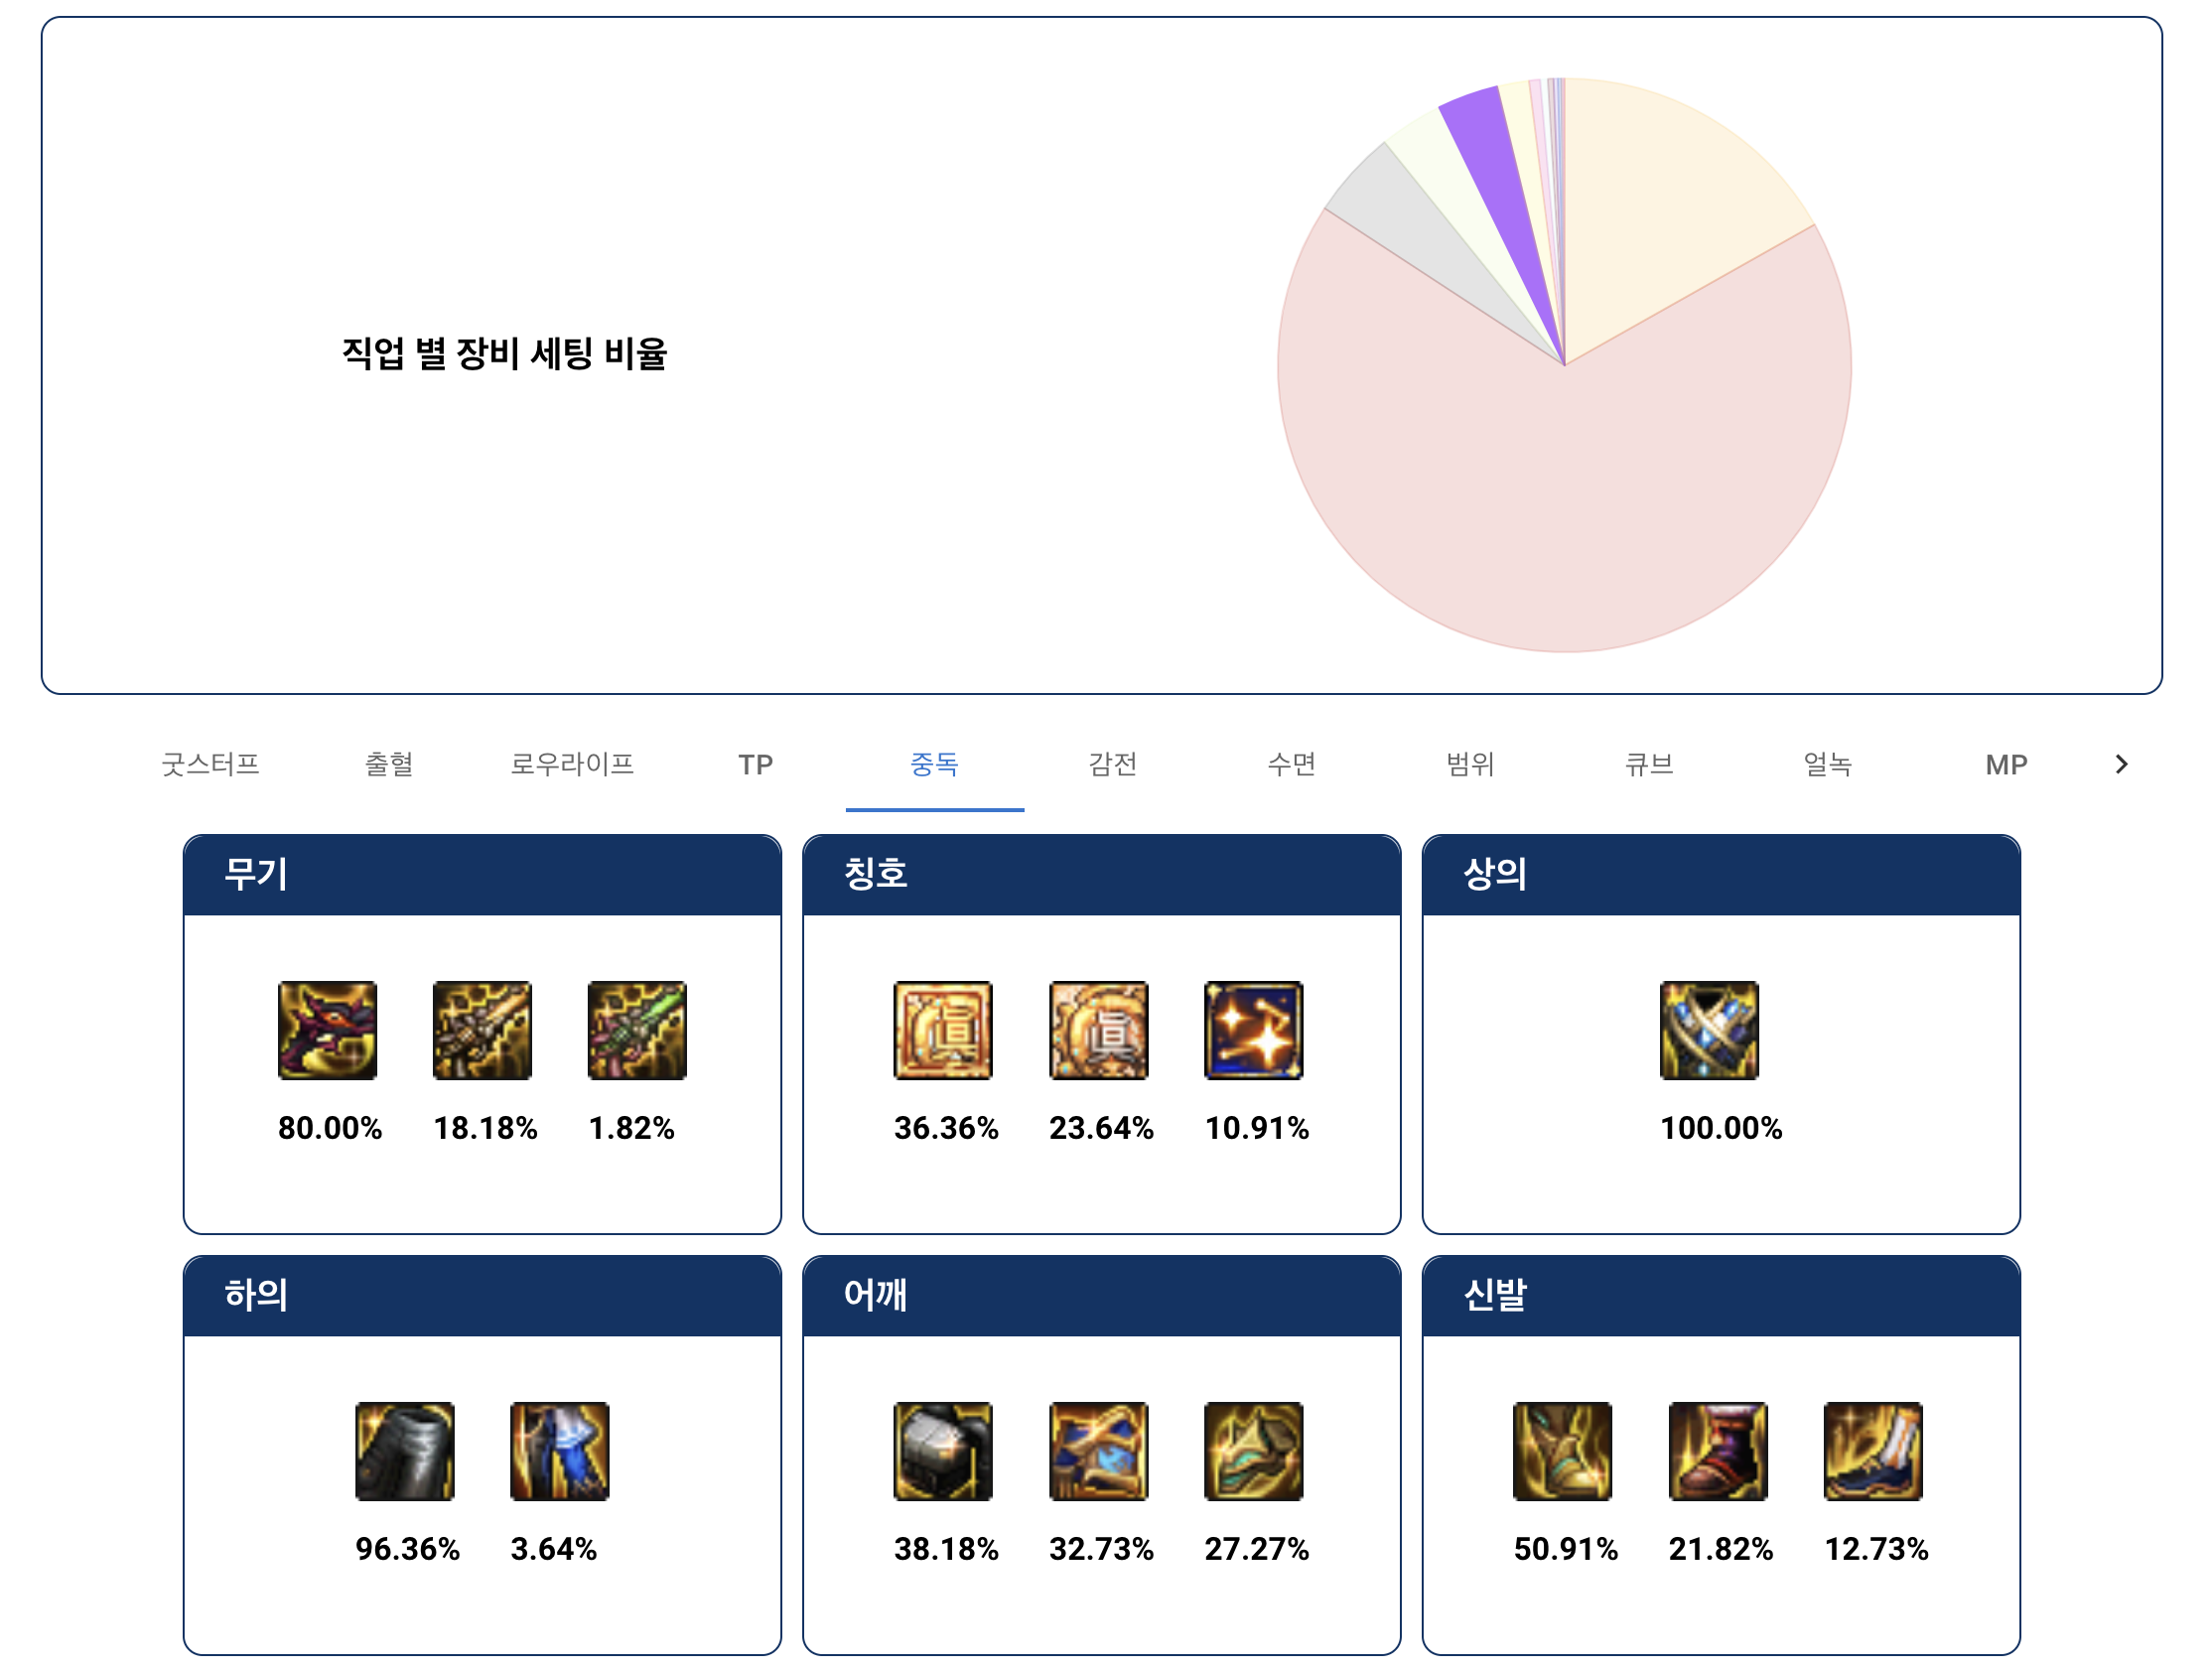 직업 별 장비 세팅 비율
굿스터프 출혈 로우라이프 TP 중독 감전 수면 범위 큐브 얼녹 MP
무기 칭호 상의
眞 眞
80.00% 18.18% 1.82% 36.36% 23.64% 10.91% 100.00%
하의 어깨 신발
96.36% 3.64% 38.18% 32.73% 27.27% 50.91% 21.82% 12.73%